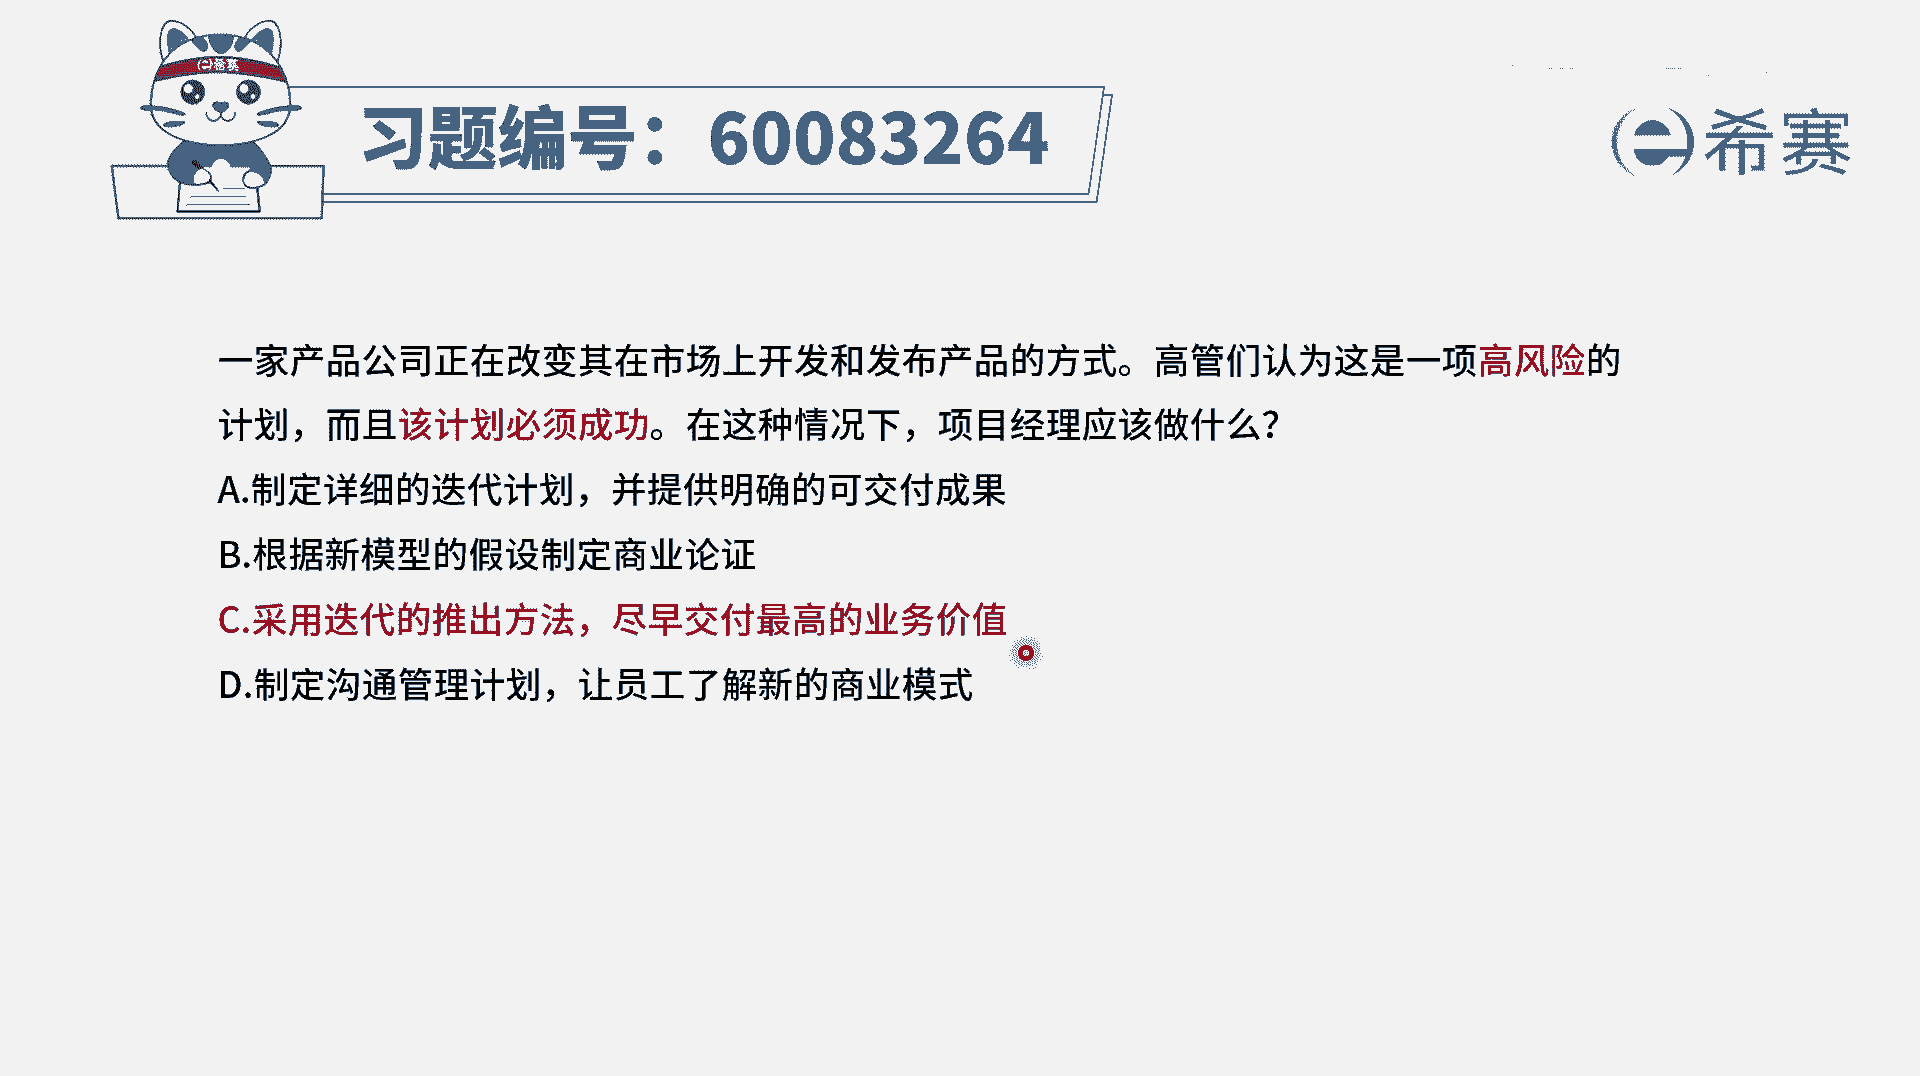 希赛
习题编号：60083264
希赛
一家产品公司正在改变其在市场上开发和发布产品的方式。高管们认为这是一项高风险的
计划，而且该计划必须成功。在这种情况下，项目经理应该做什么？
A.制定详细的迭代计划，并提供明确的可交付成果
B.根据新模型的假设制定商业论证
C.采用迭代的推出方法，尽早交付最高的业务价值
D.制定沟通管理计划，让员工了解新的商业模式